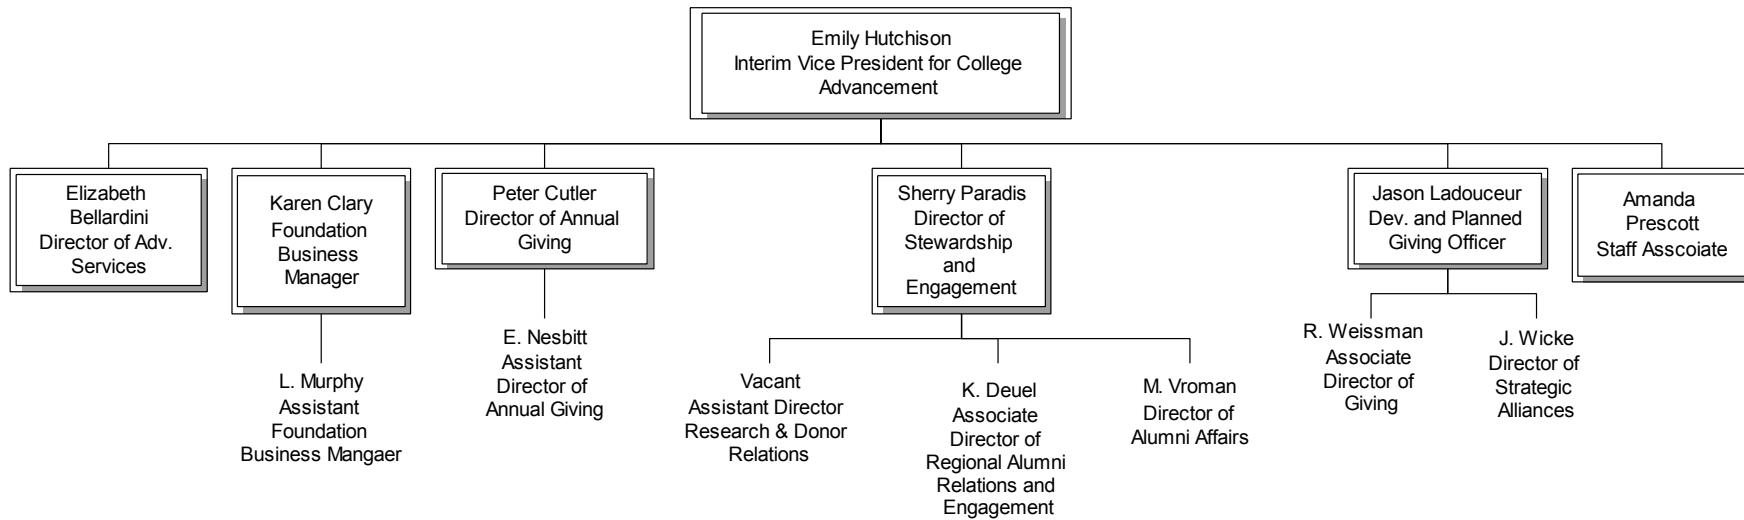 Emily Hutchison
Interim Vice President for College
Advancement
Elizabeth
Bellardini
Director of Adv.
Services
Karen Clary
Foundation
Business
Manager
Peter Cutler
Director of Annual
Giving
Sherry Paradis
Director of
Stewardship
and
Engagement
Jason Ladouceur
Dev. and Planned
Giving Officer
Amanda
Prescott
Staff Asscoiate
L. Murphy
Assistant
Foundation
Business Mangaer
E. Nesbitt
Assistant
Director of
Annual Giving
Vacant
Assistant Director
Research & Donor
Relations
K. Deuel
Associate
Director of
Regional Alumni
Relations and
Engagement
M. Vroman
Director of
Alumni Affairs
R. Weissman
Associate
Director of
Giving
J. Wicke
Director of
Strategic
Alliances